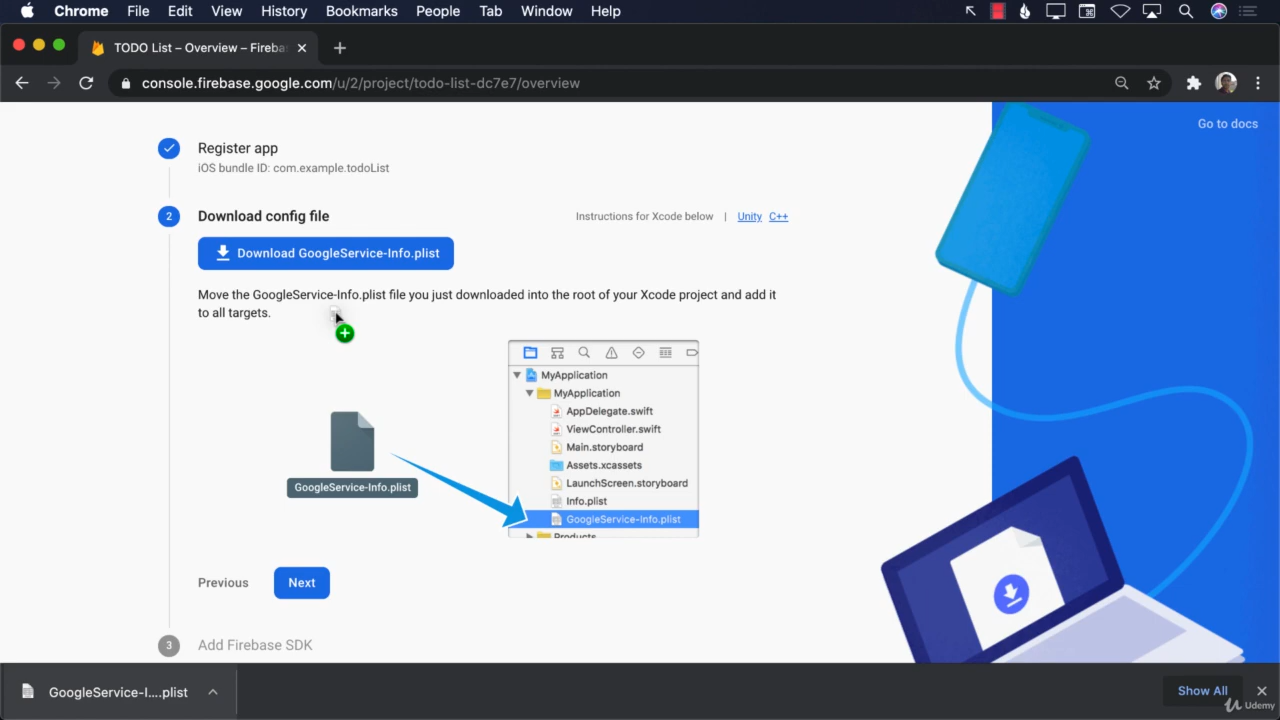 Chrome File Edit View History Bookmarks People Tab Window Help
TODO List – Overview – Fireba
console.firebase.google.com/u/2/project/todo-list-dc7e7/overview
Go to docs
Register app
iOS bundle ID: com.example.todoList
2 Download config file
Instructions for Xcode below | Unity C++
Download GoogleService-Info.plist
Move the GoogleService-Info.plist file you just downloaded into the root of your Xcode project and add it
to all targets.
MyApplication
MyApplication
AppDelegate.swift
ViewController.swift
Main.storyboard
Assets.xcassets
LaunchScreen.storyboard
Info.plist
GoogleService-Info.plist
Products
GoogleService-Info.plist
Previous Next
3 Add Firebase SDK
GoogleService-I....plist
Show All
Udemy